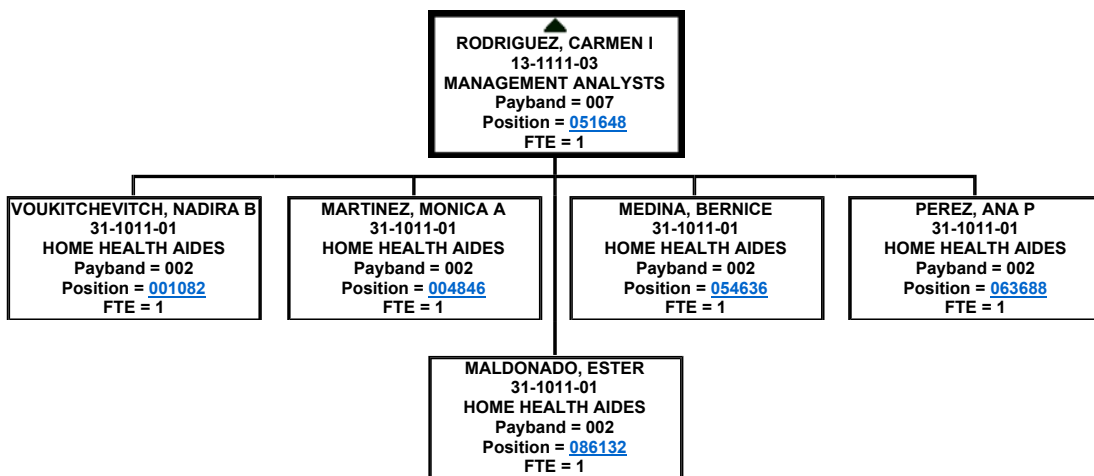 RODRIGUEZ, CARMEN I
13-1111-03
MANAGEMENT ANALYSTS
Payband = 007
Position = 051648
FTE = 1
VOUKITCHEVITCH, NADIRA B
31-1011-01
HOME HEALTH AIDES
Payband = 002
Position = 001082
FTE = 1
MARTINEZ, MONICA A
31-1011-01
HOME HEALTH AIDES
Payband = 002
Position = 004846
FTE = 1
MEDINA, BERNICE
31-1011-01
HOME HEALTH AIDES
Payband = 002
Position = 054636
FTE = 1
PEREZ, ANA P
31-1011-01
HOME HEALTH AIDES
Payband = 002
Position = 063688
FTE = 1
MALDONADO, ESTER
31-1011-01
HOME HEALTH AIDES
Payband = 002
Position = 086132
FTE = 1